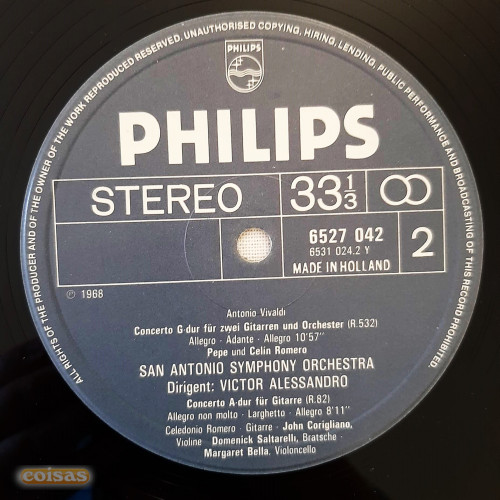 ALL RIGHTS OF THE PRODUCER AND OF THE OWNER OF THE WORK REPRODUCED RESERVED. UNAUTHORISED COPYING, HIRING, LENDING, PUBLIC PERFORMANCE AND BROADCASTING OF THIS RECORD PROHIBITED.
PHILIPS
PHILIPS
STEREO
33 1/3
6527 042
6531 024.2 Y
MADE IN HOLLAND
2
℗ 1968
Antonio Vivaldi
Concerto G-dur für zwei Gitarren und Orchester (R.532)
Allegro - Adante - Allegro 10'57"
Pepe und Celin Romero
SAN ANTONIO SYMPHONY ORCHESTRA
Dirigent: VICTOR ALESSANDRO
Concerto A-dur für Gitarre (R.82)
Allegro non molto - Larghetto - Allegro 8'11"
Celedonio Romero - Gitarre - John Corigliano,
Violine - Domenick Saltarelli, Bratsche -
Margaret Bella, Violoncello
coisas